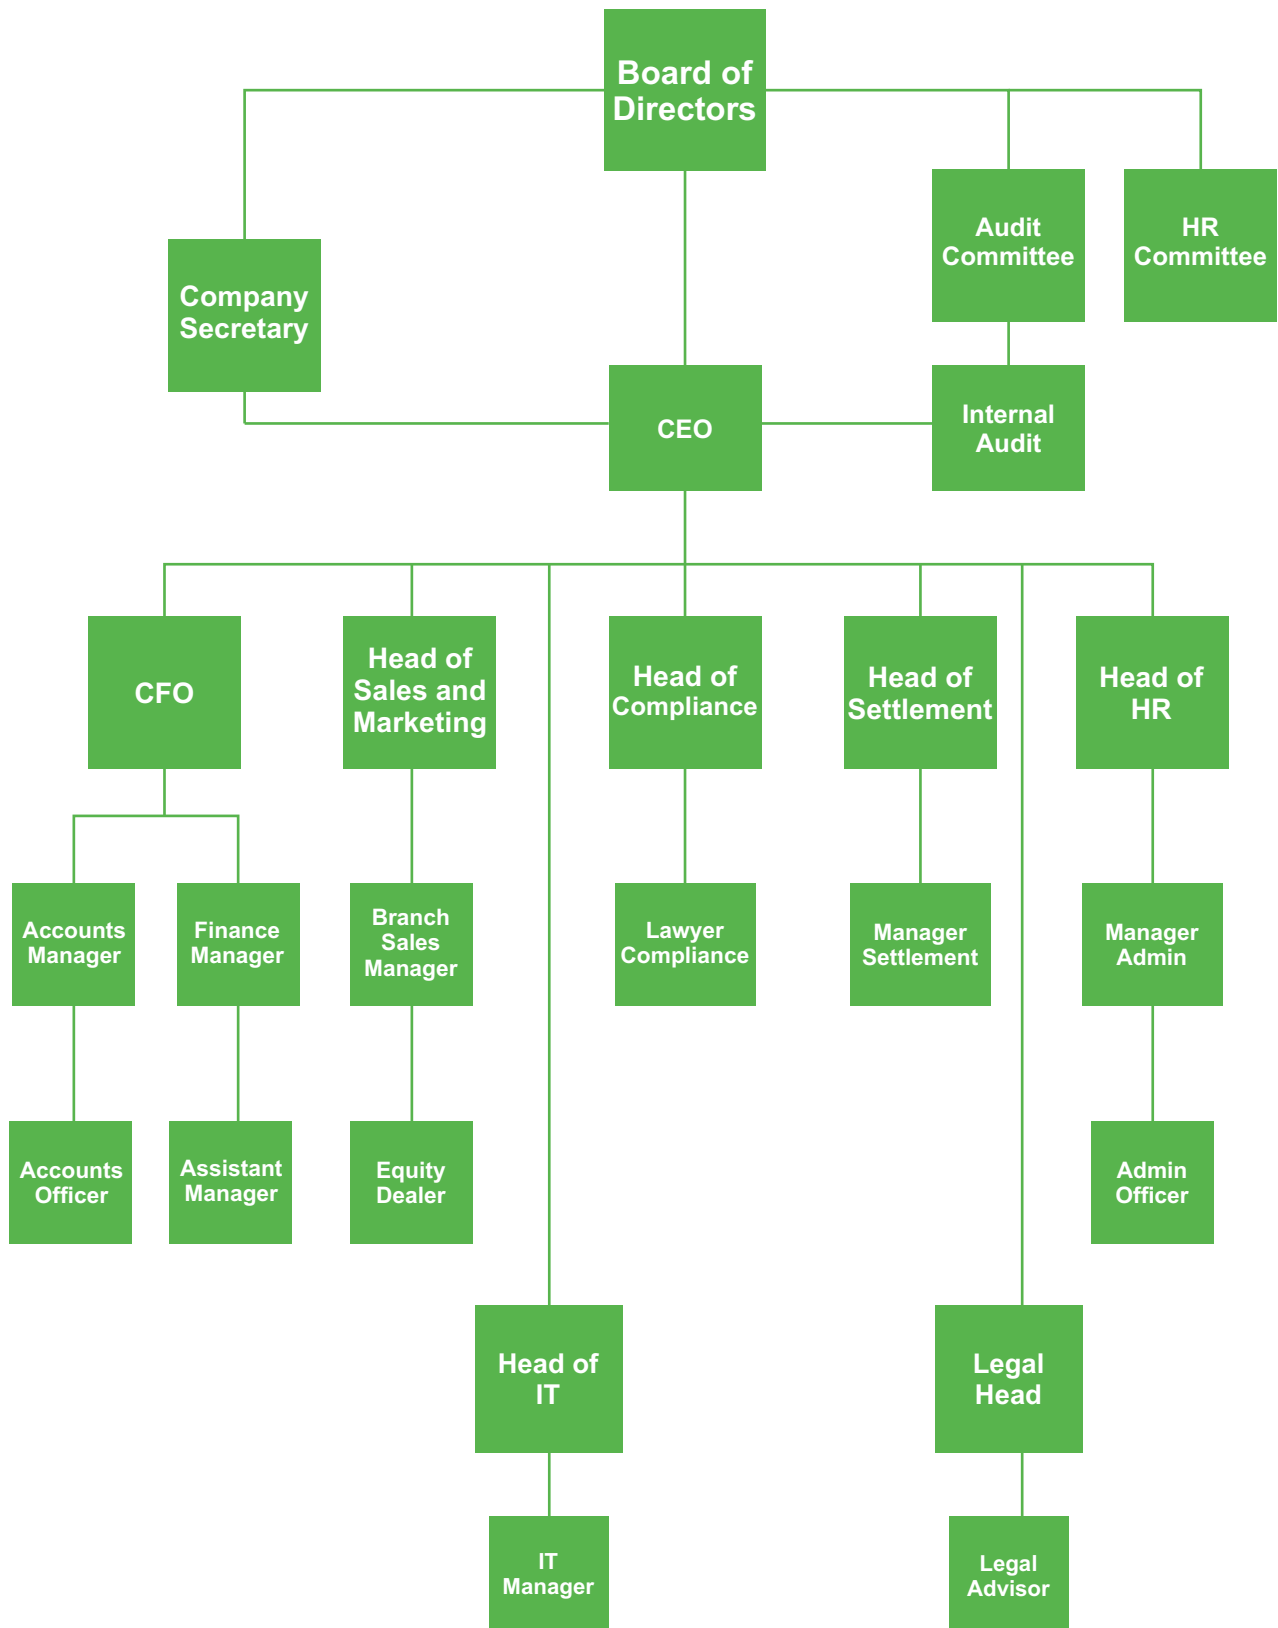 Board of
Directors
Audit
Committee
HR
Committee
Company
Secretary
CEO
Internal
Audit
CFO
Head of
Sales and
Marketing
Head of
Compliance
Head of
Settlement
Head of
HR
Accounts
Manager
Finance
Manager
Branch
Sales
Manager
Lawyer
Compliance
Manager
Settlement
Manager
Admin
Accounts
Officer
Assistant
Manager
Equity
Dealer
Admin
Officer
Head of
IT
Legal
Head
IT
Manager
Legal
Advisor